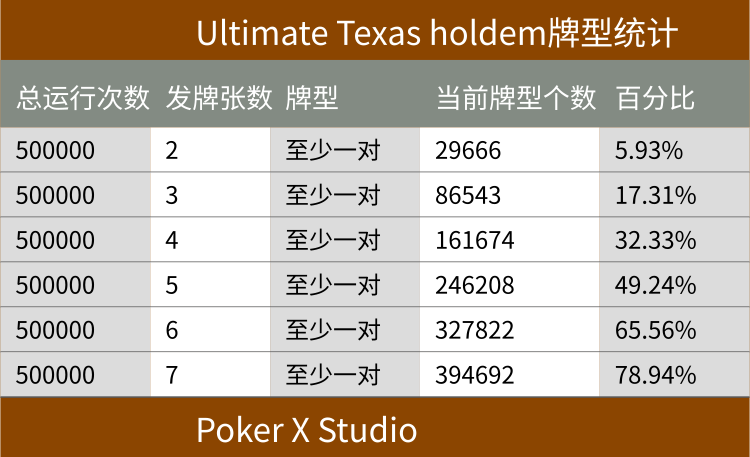 Ultimate Texas holdem牌型统计
总运行次数 发牌张数 牌型 当前牌型个数 百分比
500000 2 至少一对 29666 5.93%
500000 3 至少一对 86543 17.31%
500000 4 至少一对 161674 32.33%
500000 5 至少一对 246208 49.24%
500000 6 至少一对 327822 65.56%
500000 7 至少一对 394692 78.94%
Poker X Studio